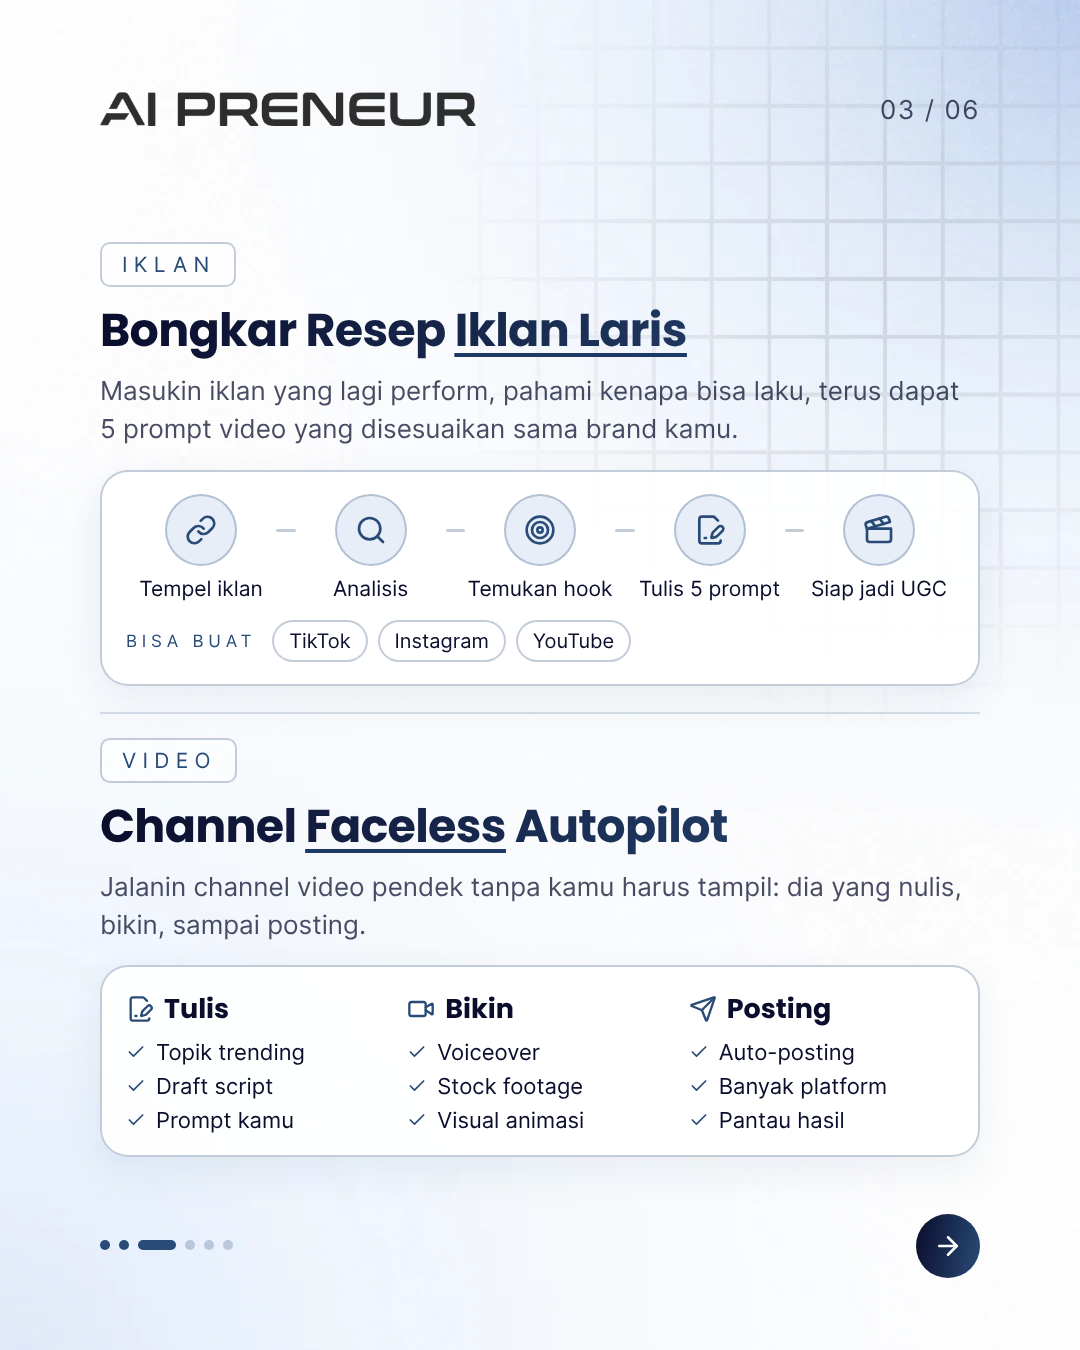 AI PRENEUR
03 / 06
IKLAN
Bongkar Resep Iklan Laris
Masukin iklan yang lagi perform, pahami kenapa bisa laku, terus dapat
5 prompt video yang disesuaikan sama brand kamu.
Tempel iklan
Analisis
Temukan hook
Tulis 5 prompt
Siap jadi UGC
BISA BUAT
TikTok
Instagram
YouTube
VIDEO
Channel Faceless Autopilot
Jalanin channel video pendek tanpa kamu harus tampil: dia yang nulis,
bikin, sampai posting.
Tulis
Topik trending
Draft script
Prompt kamu
Bikin
Voiceover
Stock footage
Visual animasi
Posting
Auto-posting
Banyak platform
Pantau hasil